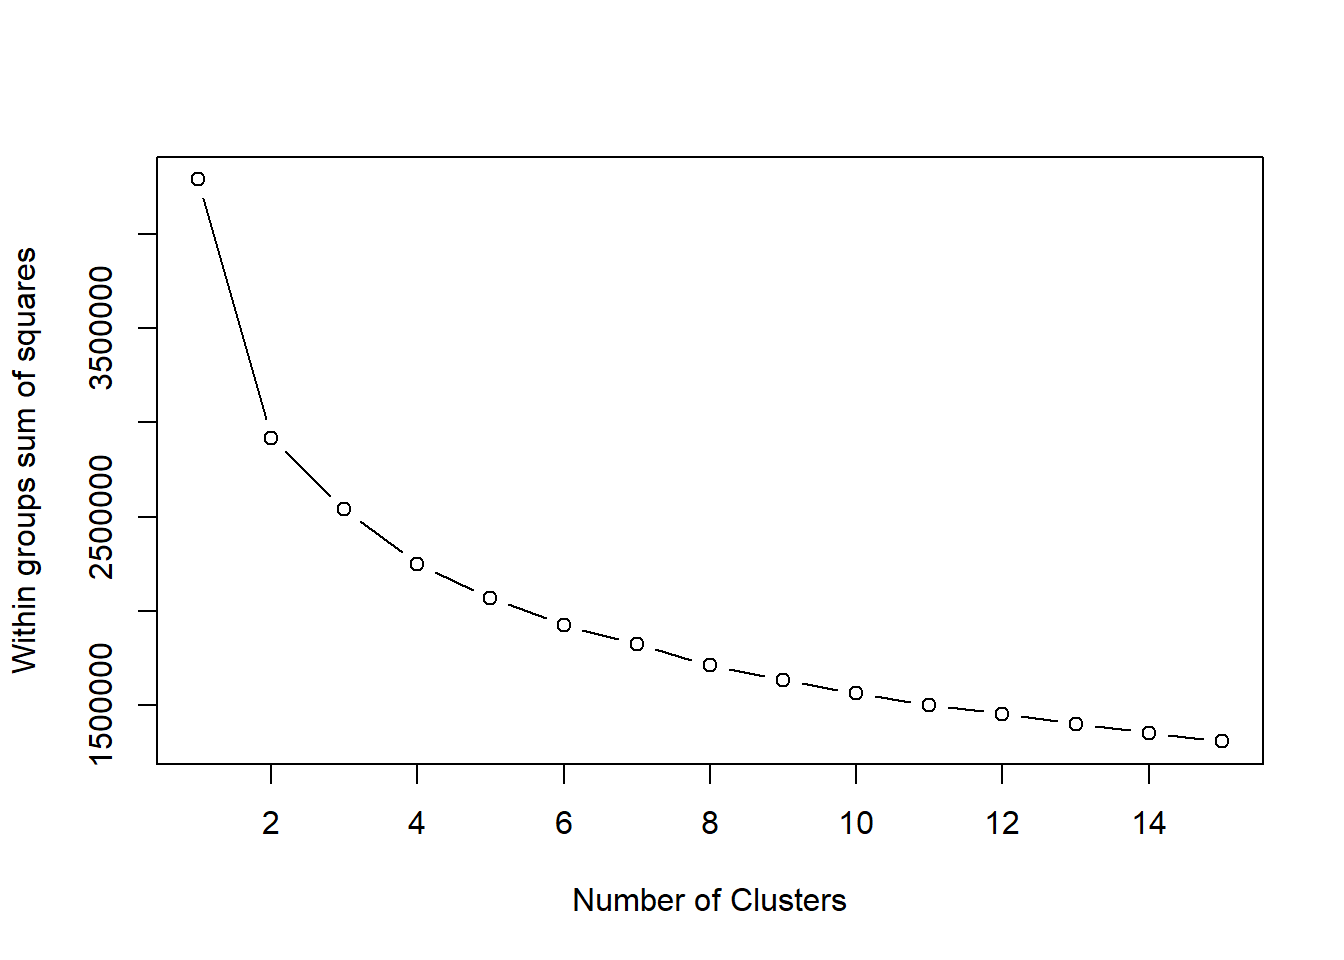 Within groups sum of squares
3500000
2500000
1500000
2 4 6 8 10 12 14
Number of Clusters